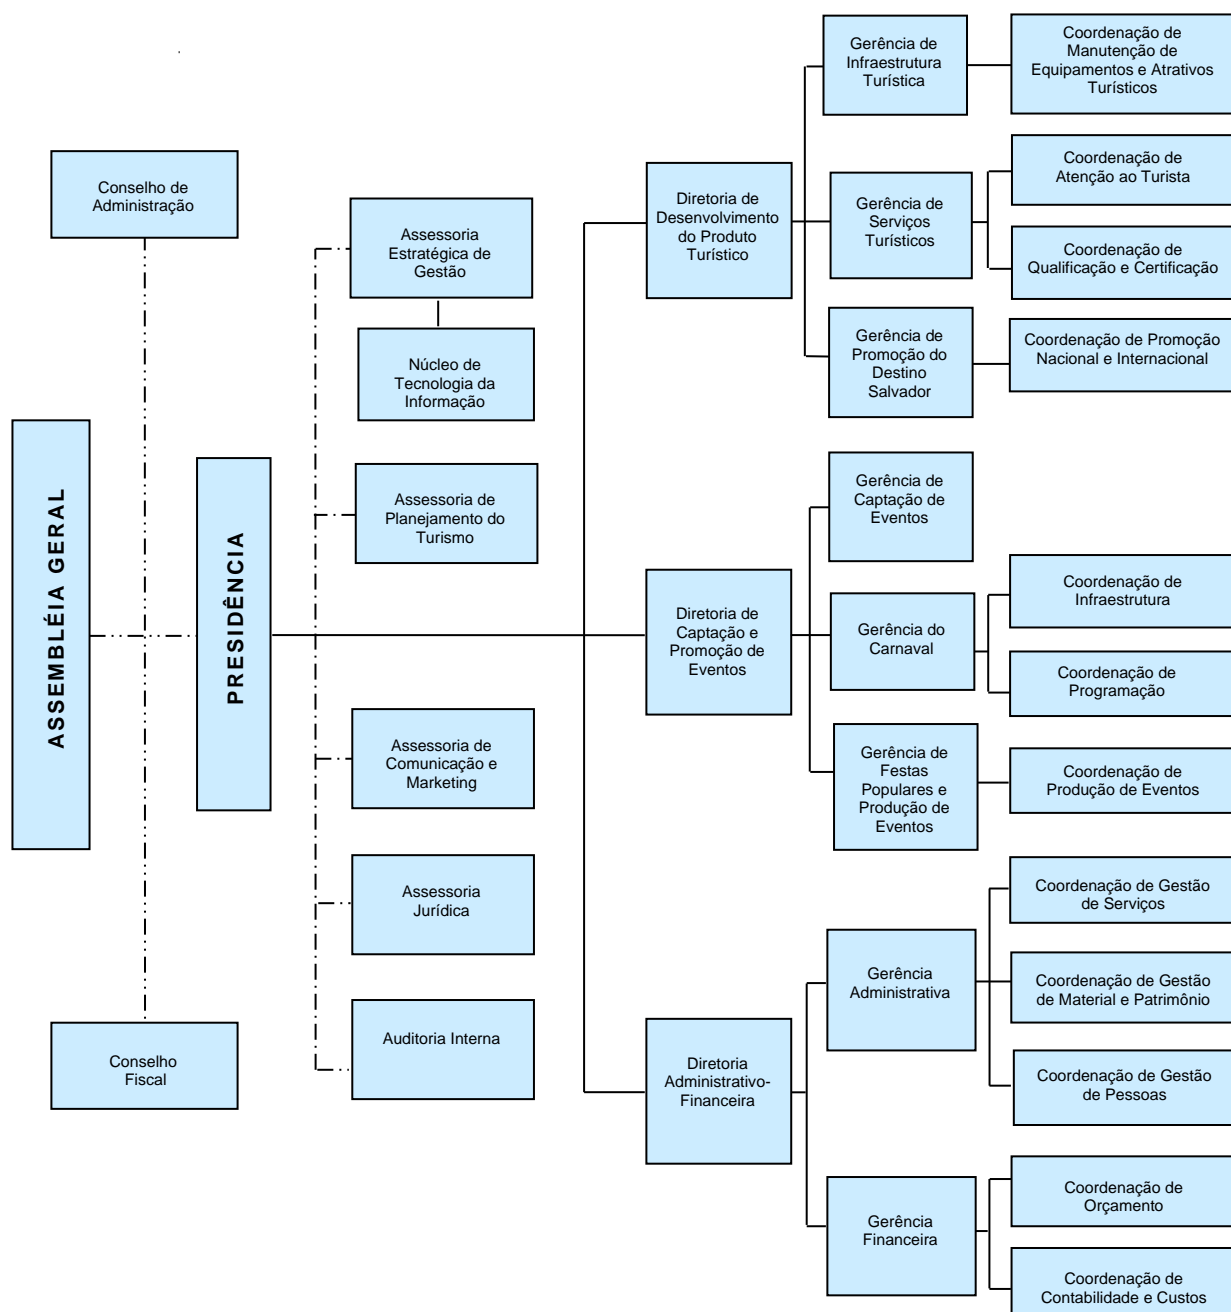 Conselho de
Administração
ASSEMBLÉIA GERAL
Conselho
Fiscal
PRESIDÊNCIA
Assessoria
Estratégica de
Gestão
Núcleo de
Tecnologia da
Informação
Assessoria de
Planejamento do
Turismo
Assessoria de
Comunicação e
Marketing
Assessoria
Jurídica
Auditoria Interna
Diretoria de
Desenvolvimento
do Produto
Turístico
Gerência de
Infraestrutura
Turística
Coordenação de
Manutenção de
Equipamentos e Atrativos
Turísticos
Gerência de
Serviços
Turísticos
Coordenação de
Atenção ao Turista
Coordenação de
Qualificação e Certificação
Gerência de
Promoção do
Destino
Salvador
Coordenação de Promoção
Nacional e Internacional
Diretoria de
Captação e
Promoção de
Eventos
Gerência de
Captação de
Eventos
Gerência do
Carnaval
Coordenação de
Infraestrutura
Coordenação de
Programação
Gerência de
Festas
Populares e
Produção de
Eventos
Coordenação de
Produção de Eventos
Diretoria
Administrativo-
Financeira
Gerência
Administrativa
Coordenação de Gestão
de Serviços
Coordenação de Gestão
de Material e Patrimônio
Coordenação de Gestão
de Pessoas
Gerência
Financeira
Coordenação de
Orçamento
Coordenação de
Contabilidade e Custos